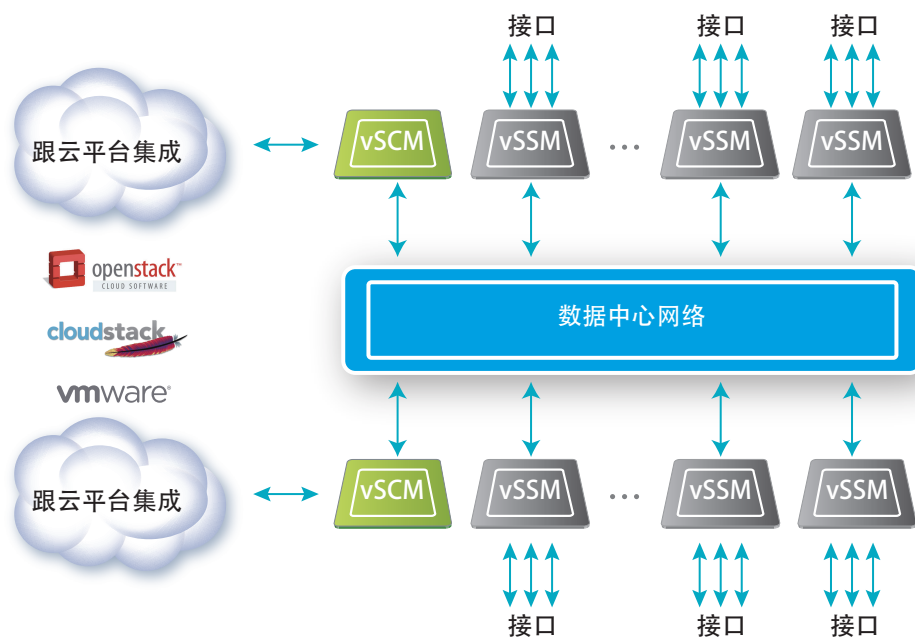 接口 接口 接口
跟云平台集成
vSCM vSSM ... vSSM vSSM
openstack™
CLOUD SOFTWARE
数据中心网络
cloudstack
vmware®
跟云平台集成
vSCM vSSM ... vSSM vSSM
接口 接口 接口